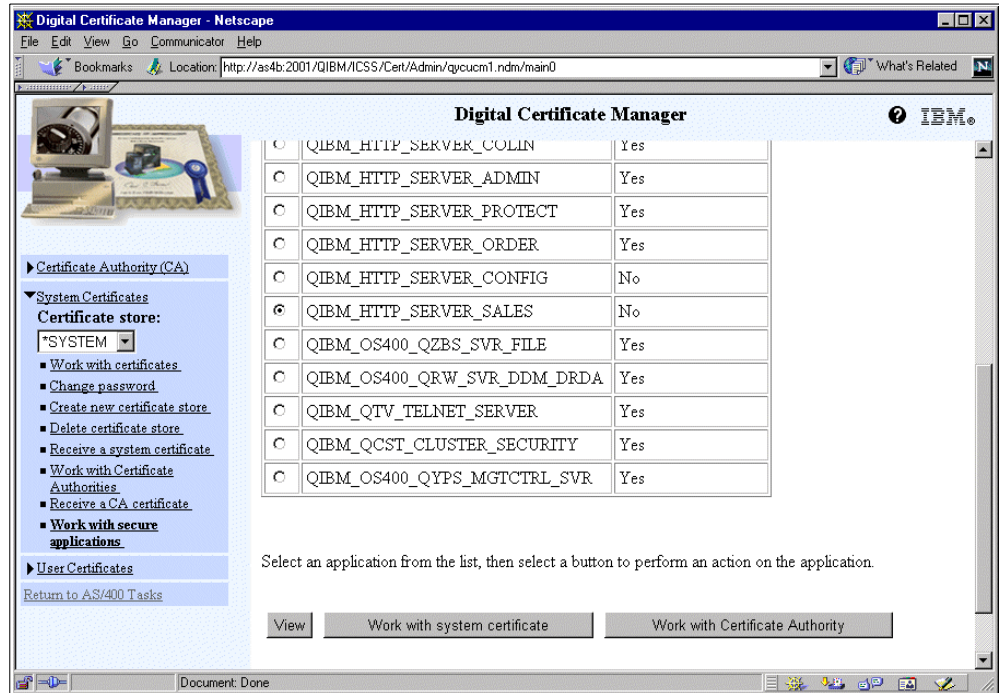 Digital Certificate Manager - Netscape
File Edit View Go Communicator Help
Bookmarks Location: http://as4b:2001/QIBM/ICSS/Cert/Admin/qycucm1.ndm/main0 What's Related N
Digital Certificate Manager ? IBM®
QIBM_HTTP_SERVER_COLIN Yes
QIBM_HTTP_SERVER_ADMIN Yes
QIBM_HTTP_SERVER_PROTECT Yes
QIBM_HTTP_SERVER_ORDER Yes
QIBM_HTTP_SERVER_CONFIG No
QIBM_HTTP_SERVER_SALES No
QIBM_OS400_QZBS_SVR_FILE Yes
QIBM_OS400_QRW_SVR_DDM_DRDA Yes
QIBM_QTV_TELNET_SERVER Yes
QIBM_QCST_CLUSTER_SECURITY Yes
QIBM_OS400_QYPS_MGTCTRL_SVR Yes
Certificate Authority (CA)
System Certificates
Certificate store:
*SYSTEM
Work with certificates
Change password
Create new certificate store
Delete certificate store
Receive a system certificate
Work with Certificate
Authorities
Receive a CA certificate
Work with secure
applications
User Certificates
Return to AS/400 Tasks
Select an application from the list, then select a button to perform an action on the application.
View Work with system certificate Work with Certificate Authority
Document: Done